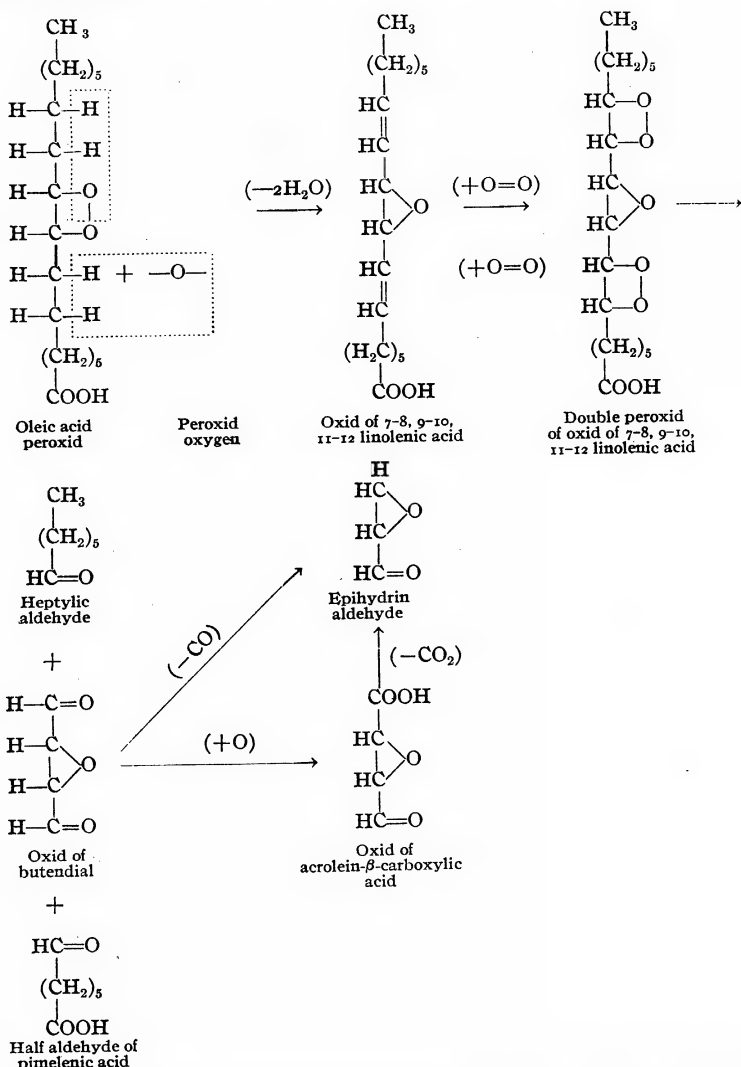 CH3
(CH2)5
H—C—H
H—C—H
H—C—O
H—C—O
H—C—H + —O—
H—C—H
(CH2)5
COOH
Oleic acid
peroxid
Peroxid
oxygen
(—2H2O)
CH3
(CH2)5
HC
HC
HC
O
HC
HC
HC
(H2C)5
COOH
Oxid of 7-8, 9-10,
11-12 linolenic acid
(+O=O)
(+O=O)
CH3
(CH2)5
HC—O
HC—O
HC
O
HC
HC—O
HC—O
(CH2)5
COOH
Double peroxid
of oxid of 7-8, 9-10,
11-12 linolenic acid
CH3
(CH2)5
HC=O
Heptylic
aldehyde
+
H—C=O
H—C
O
H—C
H—C=O
Oxid of
butendial
+
HC=O
(CH2)5
COOH
Half aldehyde of
pimelenic acid
(—CO)
(+O)
H
HC
O
HC
HC=O
Epihydrin
aldehyde
(—CO2)
COOH
HC
O
HC
HC=O
Oxid of
acrolein-β-carboxylic
acid